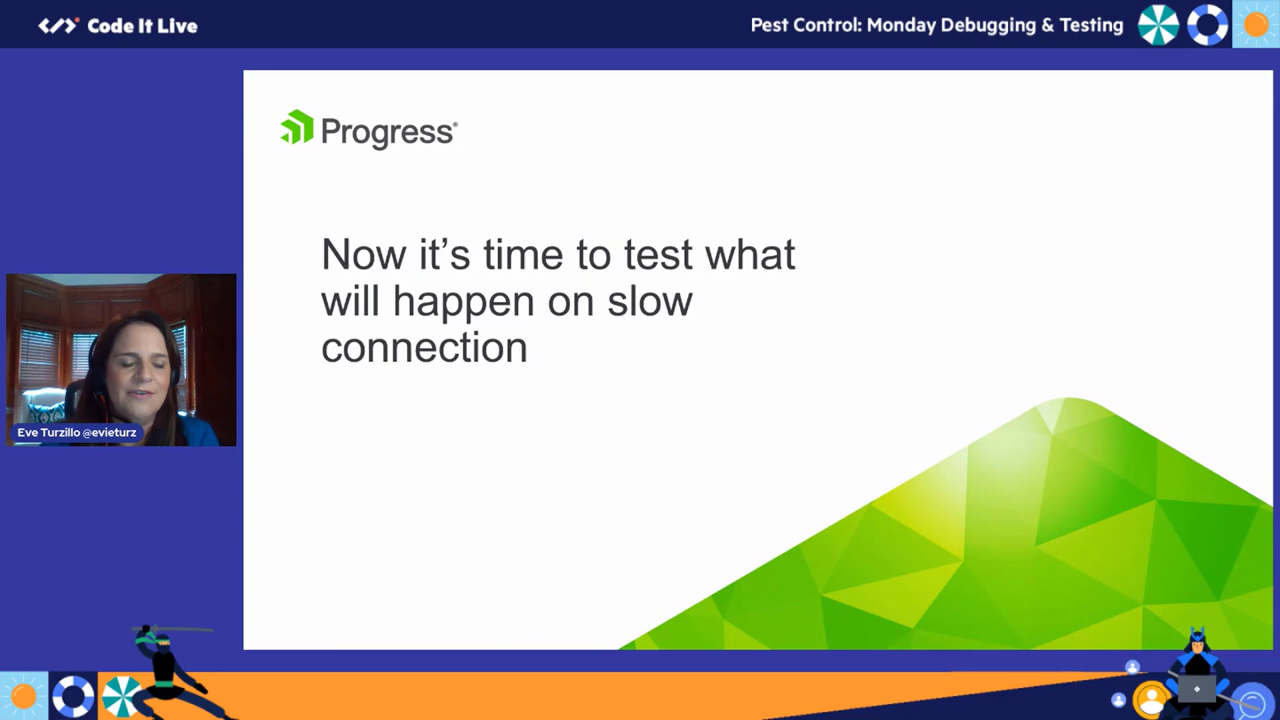 Code It Live
Pest Control: Monday Debugging & Testing
Progress®
Now it's time to test what
will happen on slow
connection
Eve Turzillo @evieturz